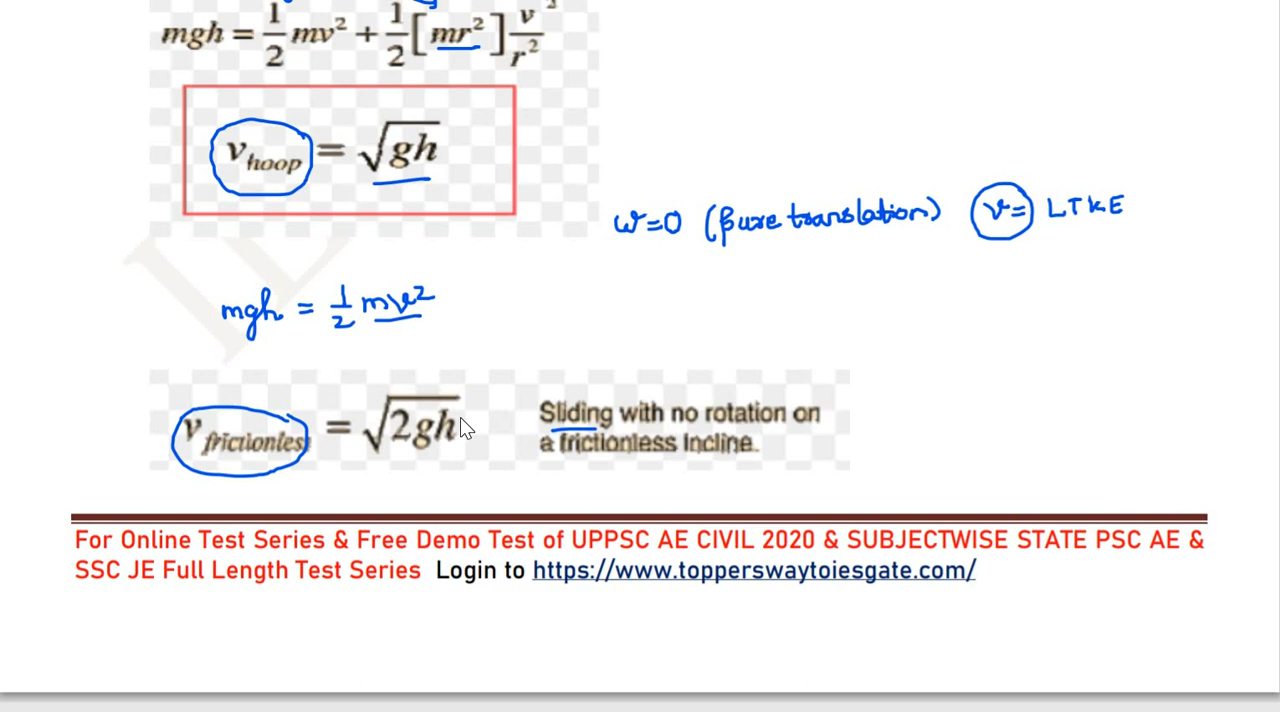 mgh = 1/2 mv² + 1/2 [mr²] v²/r²
v hoop = √gh
ω=0 (pure translation) v= LTKE
mgh = 1/2 mv²
v frictionles = √2gh Sliding with no rotation on
a frictionless incline.
For Online Test Series & Free Demo Test of UPPSC AE CIVIL 2020 & SUBJECTWISE STATE PSC AE &
SSC JE Full Length Test Series Login to https://www.topperswaytoiesgate.com/